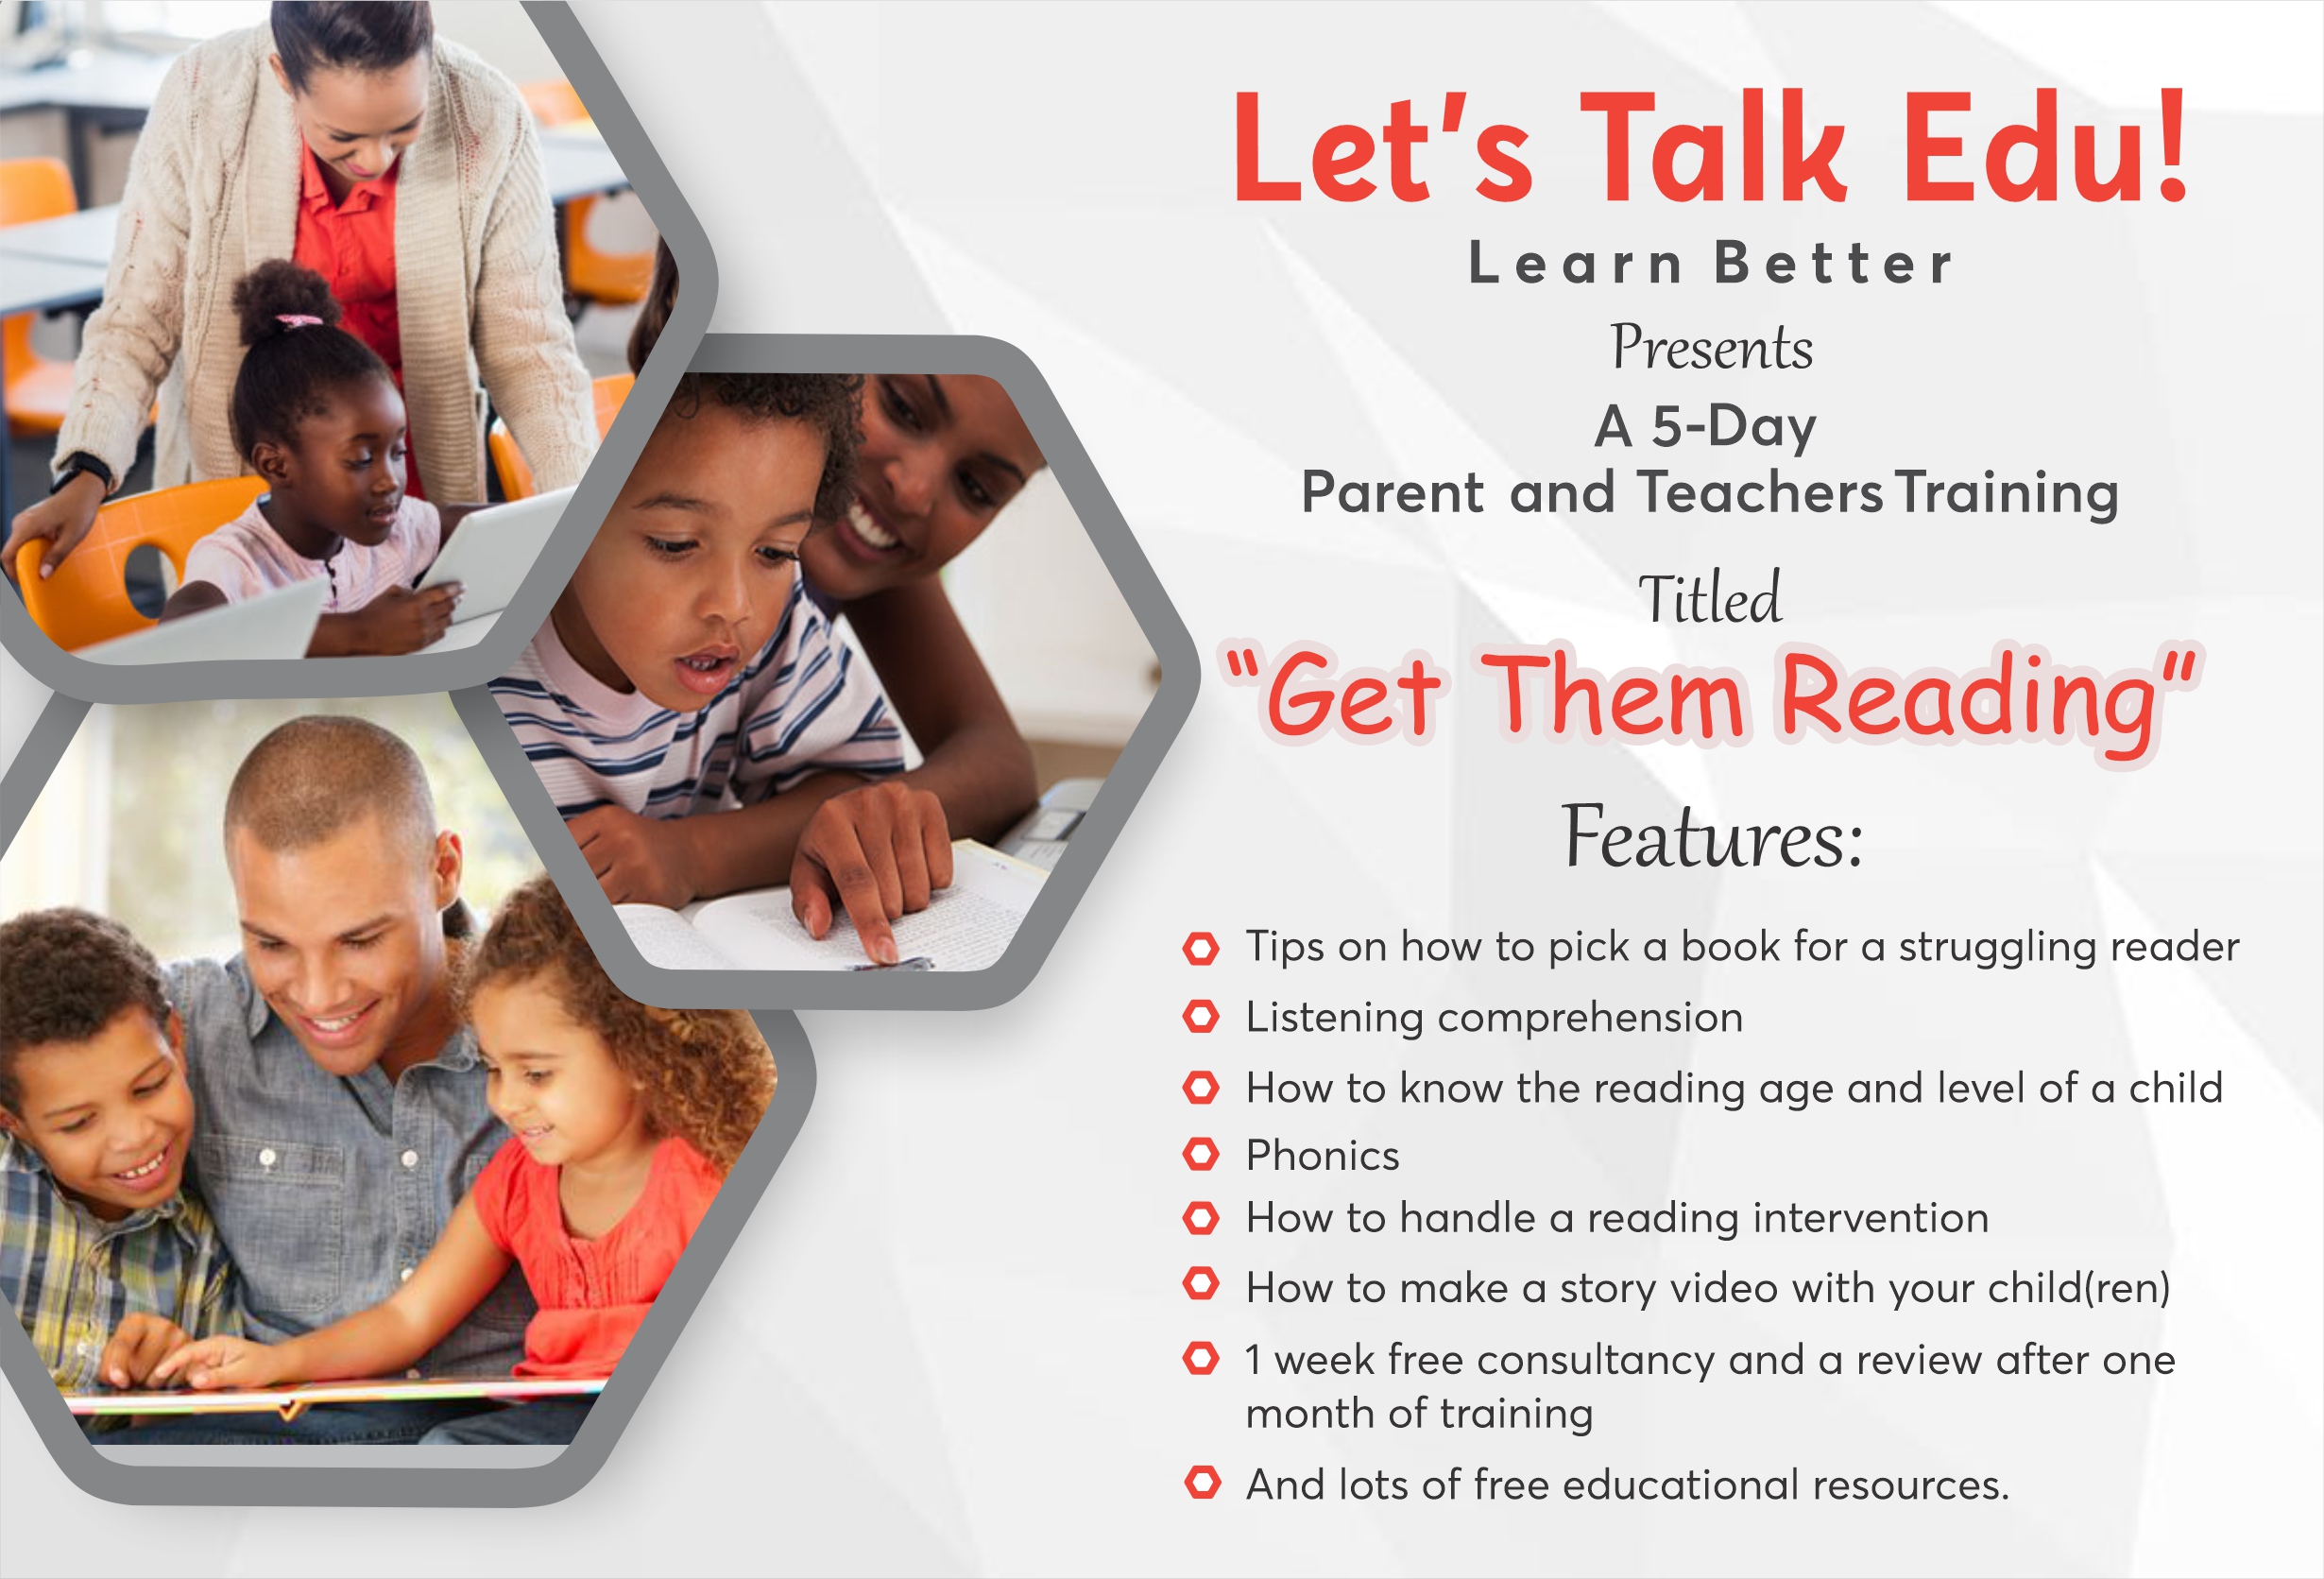 Let's Talk Edu!
Learn Better
Presents
A 5-Day
Parent and Teachers Training
Titled
"Get Them Reading"
Features:
Tips on how to pick a book for a struggling reader
Listening comprehension
How to know the reading age and level of a child
Phonics
How to handle a reading intervention
How to make a story video with your child(ren)
1 week free consultancy and a review after one
month of training
And lots of free educational resources.